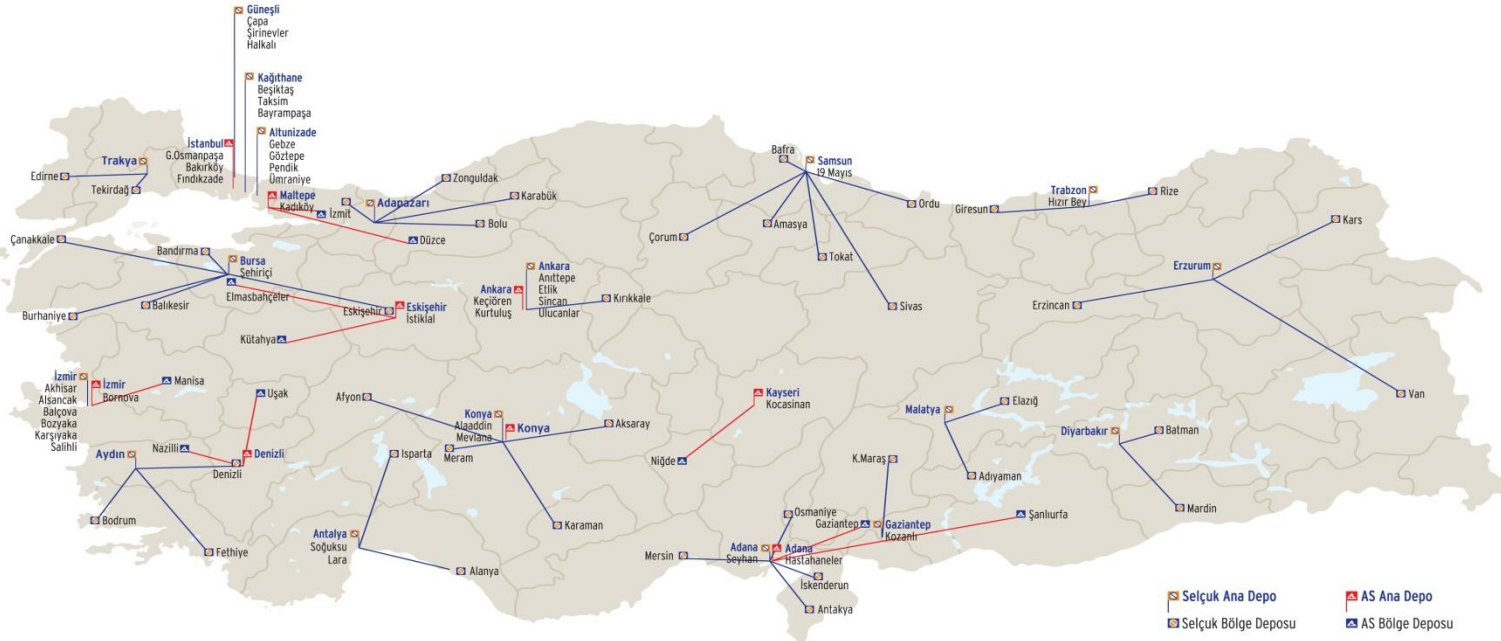 Güneşli
Çapa
Şirinevler
Halkalı
Kağıthane
Beşiktaş
Taksim
Bayrampaşa
Altunizade
Gebze
Göztepe
Pendik
Ümraniye
İstanbul
G.Osmanpaşa
Bakırköy
Fındıkzade
Trakya
Edirne
Tekirdağ
Maltepe
Kadıköy
İzmit
Adapazarı
Zonguldak
Karabük
Bolu
Düzce
Bafra
Samsun
19 Mayıs
Ordu
Çorum
Amasya
Tokat
Sivas
Trabzon
Hızır Bey
Giresun
Rize
Kars
Erzurum
Erzincan
Van
Çanakkale
Bandırma
Bursa
Şehiriçi
Elmasbahçeler
Balıkesir
Burhaniye
Eskişehir
Eskişehir
İstiklal
Kütahya
Ankara
Anıttepe
Etlik
Sincan
Ulucanlar
Ankara
Keçiören
Kurtuluş
Kırıkkale
İzmir
Akhisar
Alsancak
Balçova
Bozyaka
Karşıyaka
Salihli
İzmir
Bornova
Manisa
Uşak
Nazilli
Aydın
Denizli
Denizli
Bodrum
Fethiye
Afyon
Konya
Alaaddin
Mevlana
Konya
Aksaray
Meram
Isparta
Karaman
Antalya
Soğuksu
Lara
Alanya
Kayseri
Kocasinan
Niğde
Malatya
Elazığ
Adıyaman
Diyarbakır
Batman
Mardin
K.Maraş
Osmaniye
Gaziantep
Gaziantep
Kozanlı
Şanlıurfa
Mersin
Adana
Seyhan
Adana
Hastahaneler
İskenderun
Antakya
Selçuk Ana Depo
AS Ana Depo
Selçuk Bölge Deposu
AS Bölge Deposu